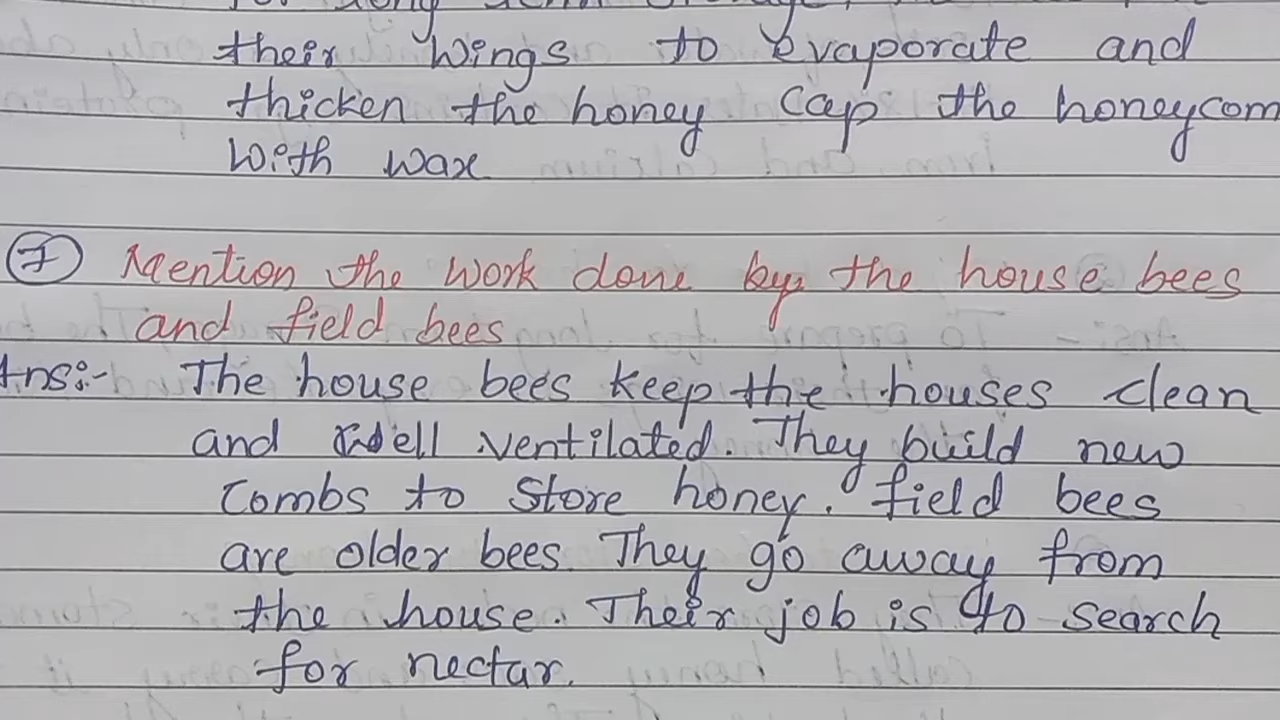 their wings to evaporate and
thicken the honey cap the honeycom
with wax
7 Mention the work done by the house bees
and field bees
Ans:- The house bees keep the houses clean
and well ventilated. They build new
combs to store honey. field bees
are older bees. They go away from
the house. Their job is to search
for nectar.